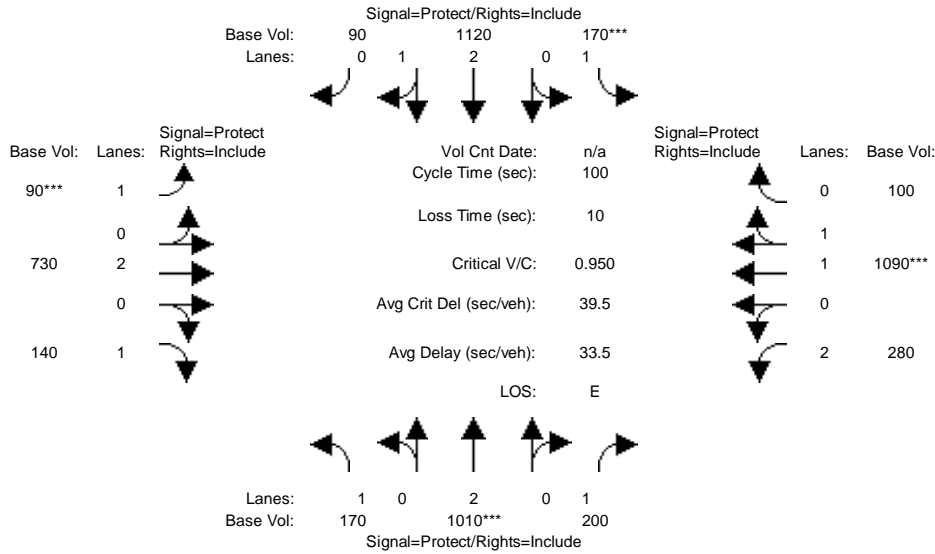 Signal=Protect/Rights=Include
Base Vol: 90 1120 170***
Lanes: 0 1 2 0 1
Signal=Protect Signal=Protect
Base Vol: Lanes: Rights=Include Vol Cnt Date: n/a Rights=Include Lanes: Base Vol:
Cycle Time (sec): 100
90*** 1 0 100
Loss Time (sec): 10
0 1
730 2 Critical V/C: 0.950 1 1090***
0 Avg Crit Del (sec/veh): 39.5 0
140 1 Avg Delay (sec/veh): 33.5 2 280
LOS: E
Lanes: 1 0 2 0 1
Base Vol: 170 1010*** 200
Signal=Protect/Rights=Include